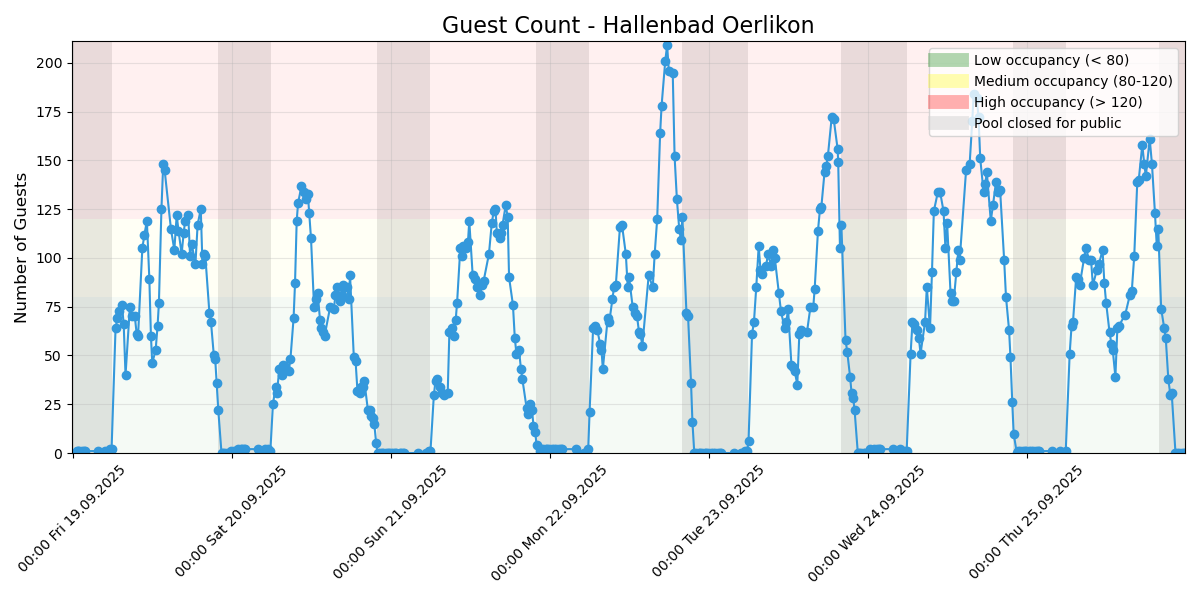 Guest Count - Hallenbad Oerlikon
Number of Guests
200
175
150
125
100
75
50
25
0
Low occupancy (< 80)
Medium occupancy (80-120)
High occupancy (> 120)
Pool closed for public
00:00 Fri 19.09.2025
00:00 Sat 20.09.2025
00:00 Sun 21.09.2025
00:00 Mon 22.09.2025
00:00 Tue 23.09.2025
00:00 Wed 24.09.2025
00:00 Thu 25.09.2025